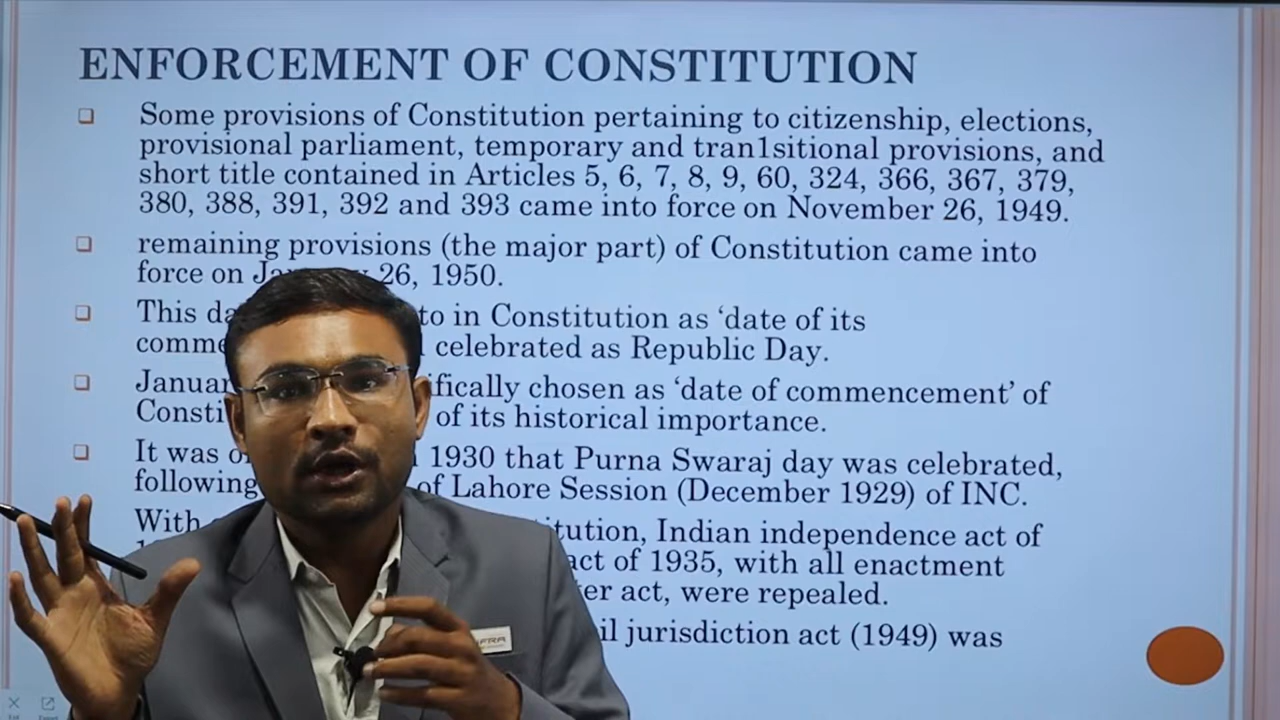 ENFORCEMENT OF CONSTITUTION
Some provisions of Constitution pertaining to citizenship, elections,
provisional parliament, temporary and tran1sitional provisions, and
short title contained in Articles 5, 6, 7, 8, 9, 60, 324, 366, 367, 379,
380, 388, 391, 392 and 393 came into force on November 26, 1949.
remaining provisions (the major part) of Constitution came into
force on 26, 1950.
This to in Constitution as ‘date of its
celebrated as Republic Day.
chosen as ‘date of commencement’ of
of its historical importance.
It was 1930 that Purna Swaraj day was celebrated,
following of Lahore Session (December 1929) of INC.
With Indian independence act of
act of 1935, with all enactment
act, were repealed.
jurisdiction act (1949) was